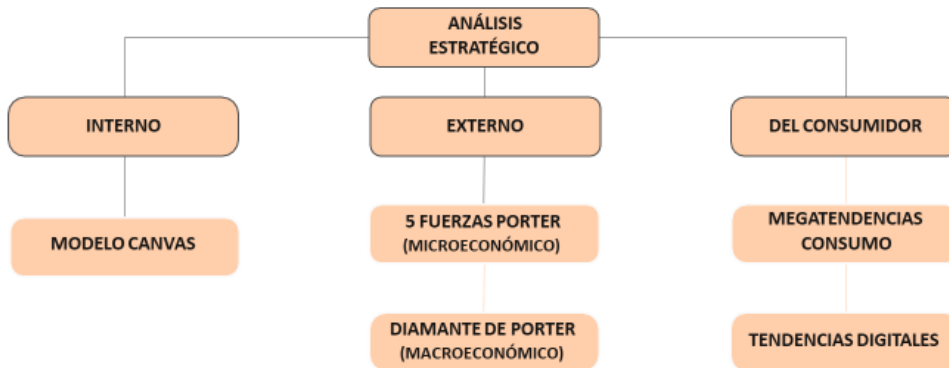 ANÁLISIS
ESTRATÉGICO
INTERNO
EXTERNO
DEL CONSUMIDOR
MODELO CANVAS
5 FUERZAS PORTER
(MICROECONÓMICO)
MEGATENDENCIAS
CONSUMO
DIAMANTE DE PORTER
(MACROECONÓMICO)
TENDENCIAS DIGITALES